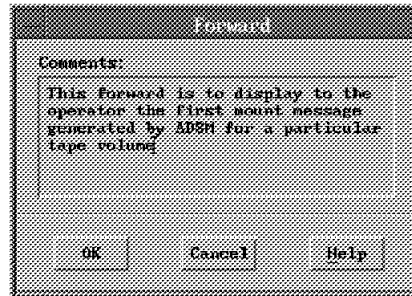 Forward
Comments:
This forward is to display to the
operator the first mount message
generated by ADSM for a particular
tape volume
OK Cancel Help